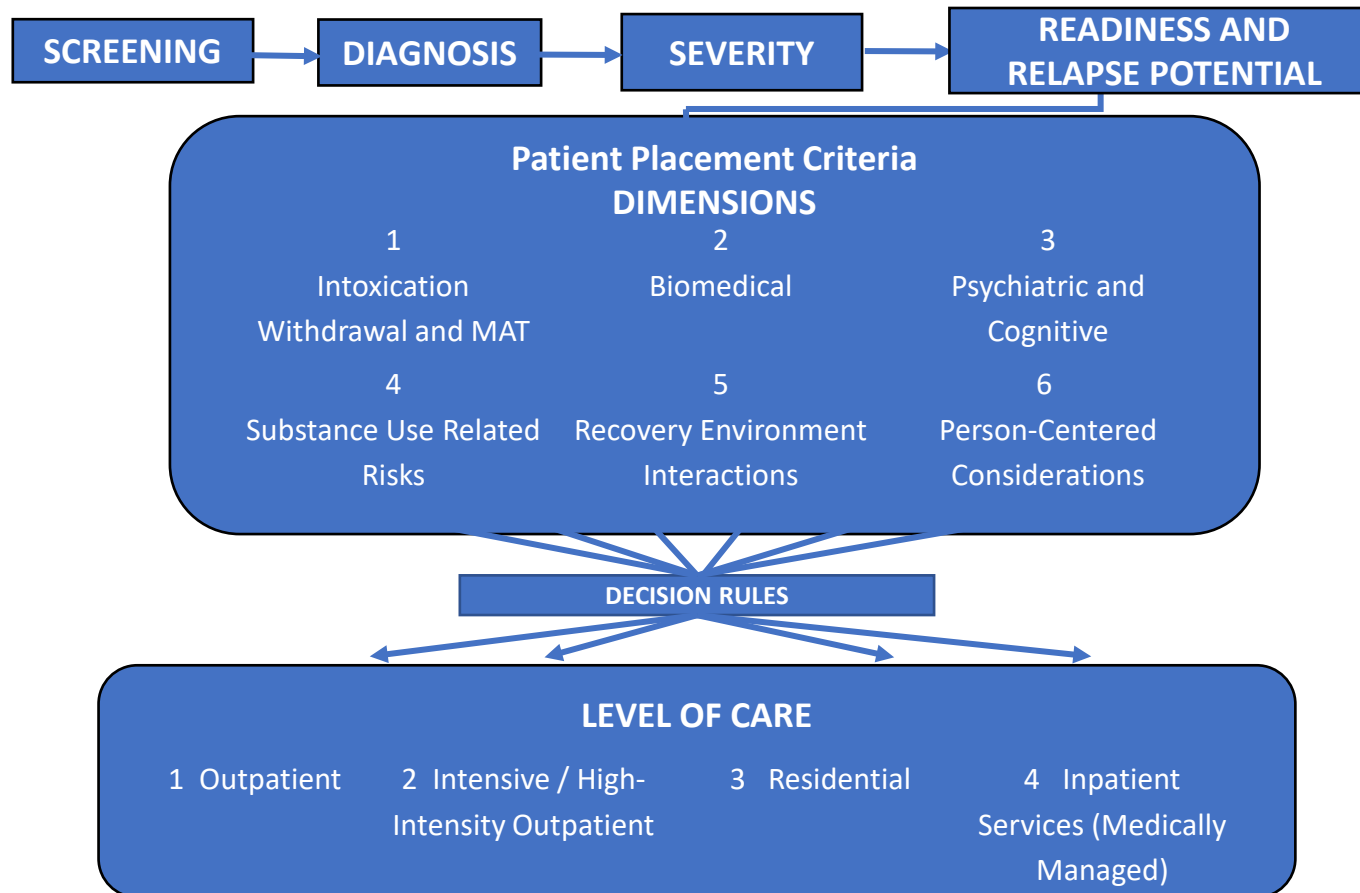 SCREENING
DIAGNOSIS
SEVERITY
READINESS AND
RELAPSE POTENTIAL
Patient Placement Criteria
DIMENSIONS
1
Intoxication
Withdrawal and MAT
2
Biomedical
3
Psychiatric and
Cognitive
4
Substance Use Related
Risks
5
Recovery Environment
Interactions
6
Person-Centered
Considerations
DECISION RULES
LEVEL OF CARE
1 Outpatient
2 Intensive / High-
Intensity Outpatient
3 Residential
4 Inpatient
Services (Medically
Managed)